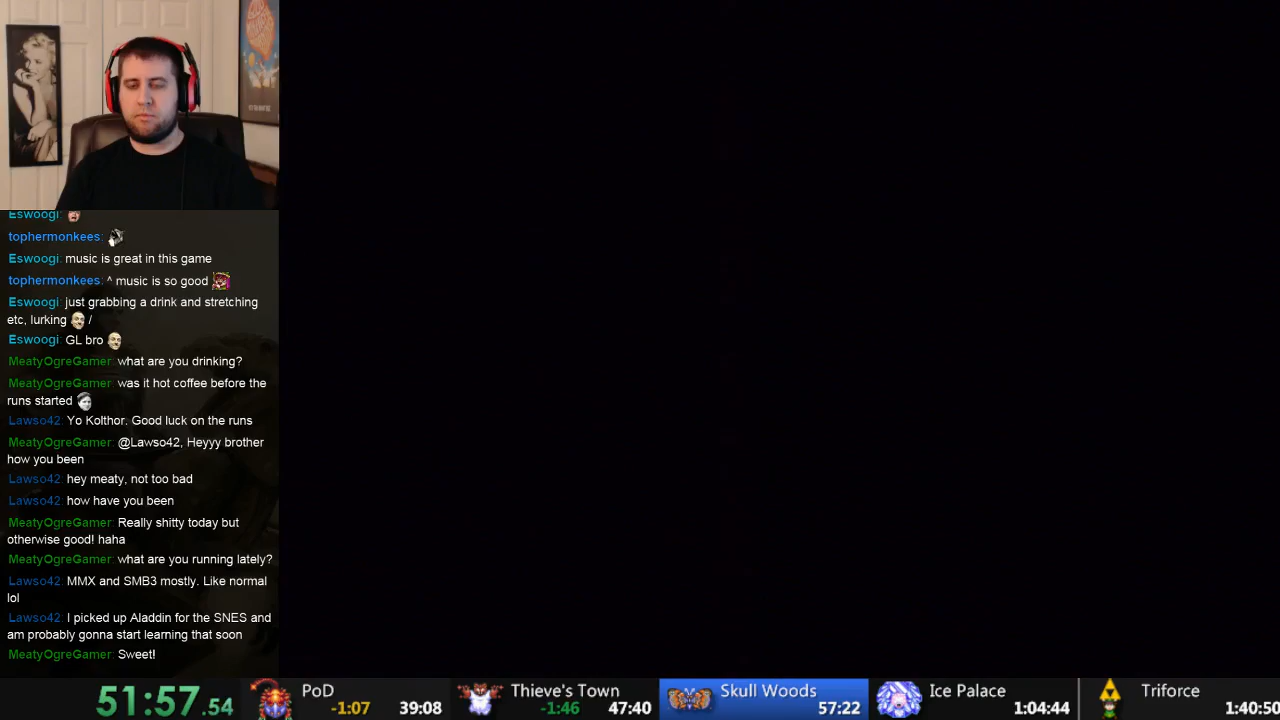 Eswoogi:
tophermonkees:
Eswoogi: music is great in this game
tophermonkees: ^ music is so good
Eswoogi: just grabbing a drink and stretching
etc, lurking /
Eswoogi: GL bro
MeatyOgreGamer: what are you drinking?
MeatyOgreGamer: was it hot coffee before the
runs started
Lawso42: Yo Kolthor. Good luck on the runs
MeatyOgreGamer: @Lawso42, Heyyy brother
how you been
Lawso42: hey meaty, not too bad
Lawso42: how have you been
MeatyOgreGamer: Really shitty today but
otherwise good! haha
MeatyOgreGamer: what are you running lately?
Lawso42: MMX and SMB3 mostly. Like normal
lol
Lawso42: I picked up Aladdin for the SNES and
am probably gonna start learning that soon
MeatyOgreGamer: Sweet!
51:57.54
PoD
-1:07 39:08
Thieve's Town
-1:46 47:40
Skull Woods
57:22
Ice Palace
1:04:44
Triforce
1:40:50